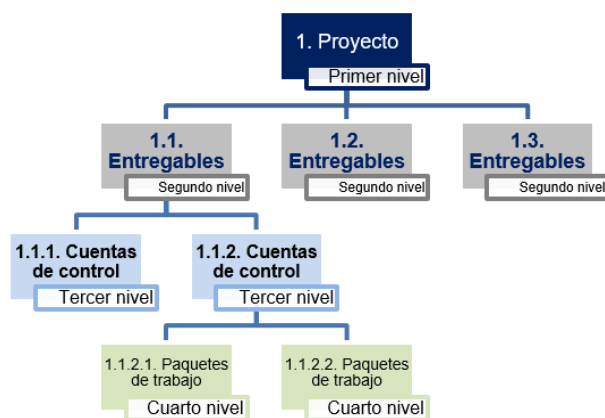 1. Proyecto
Primer nivel
1.1.
Entregables
Segundo nivel
1.2.
Entregables
Segundo nivel
1.3.
Entregables
Segundo nivel
1.1.1. Cuentas
de control
Tercer nivel
1.1.2. Cuentas
de control
Tercer nivel
1.1.2.1. Paquetes
de trabajo
Cuarto nivel
1.1.2.2. Paquetes
de trabajo
Cuarto nivel